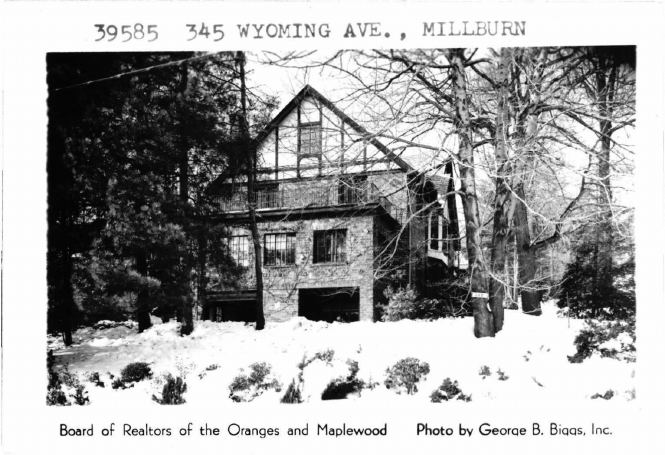 39585 345 WYOMING AVE., MILLBURN
Board of Realtors of the Oranges and Maplewood Photo by George B. Biggs, Inc.